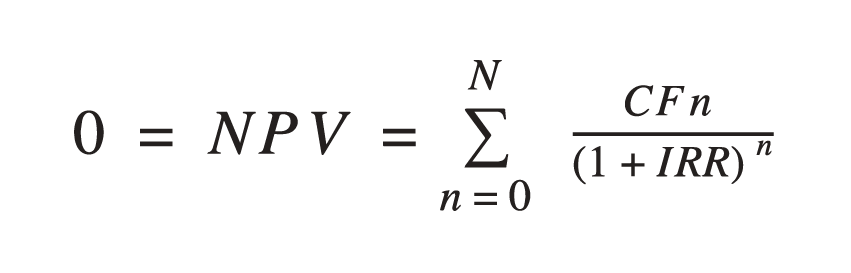 0 = NPV = ∑ N n = 0 CFn / (1 + IRR)ⁿ